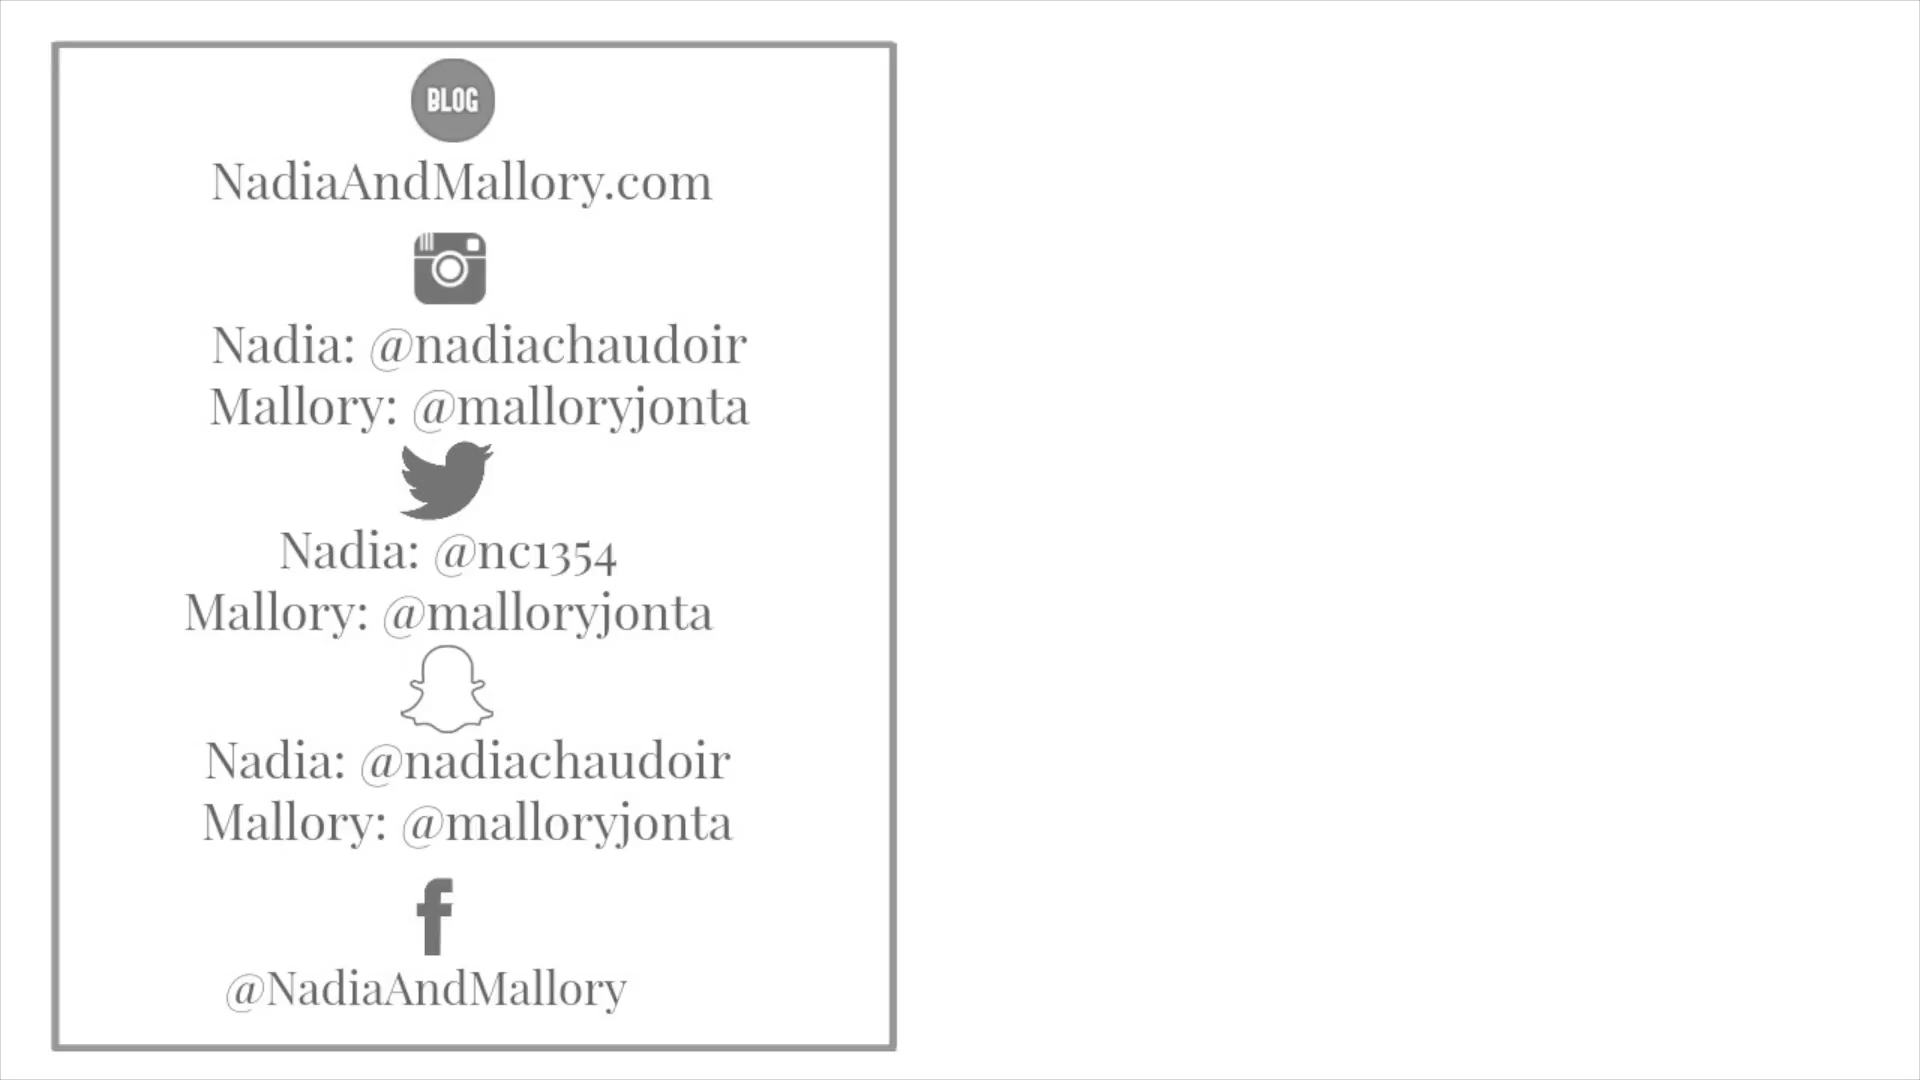 BLOG
NadiaAndMallory.com
Nadia: @nadiachaudoir
Mallory: @malloryjonta
Nadia: @nc1354
Mallory: @malloryjonta
Nadia: @nadiachaudoir
Mallory: @malloryjonta
f
@NadiaAndMallory